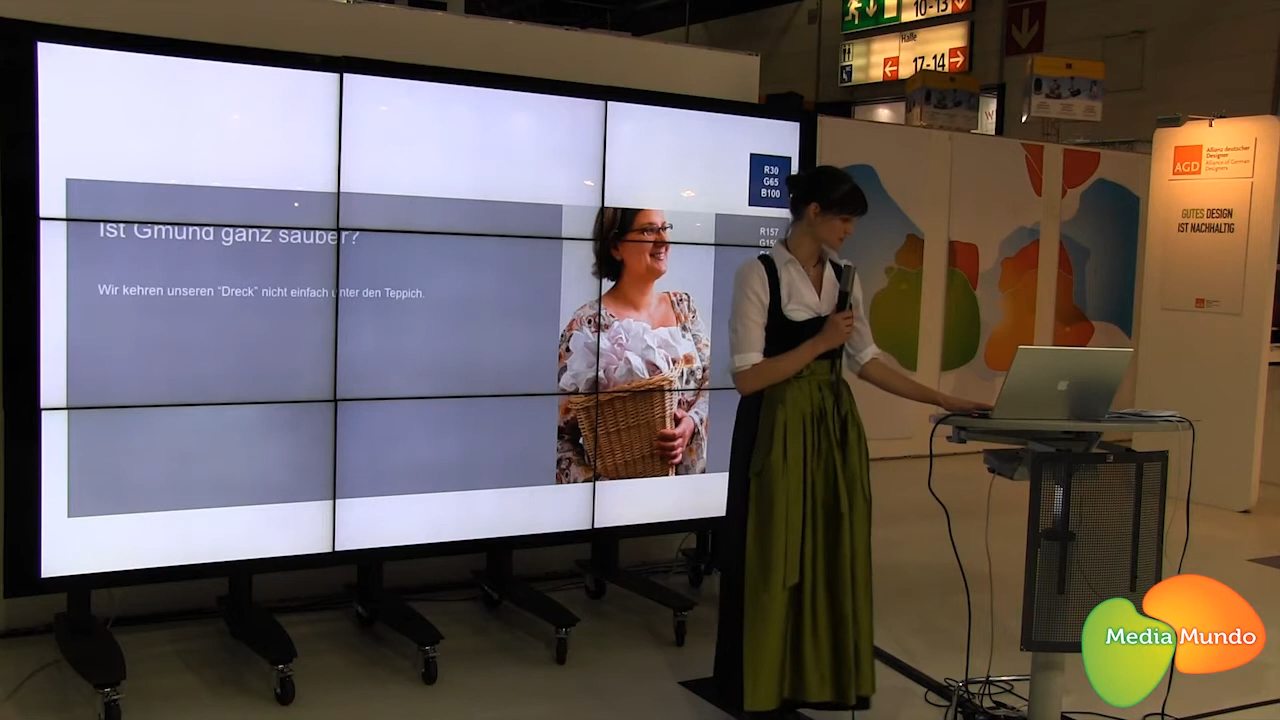 10-13
Halle
17-14
R30
G65
B100
R157
Ist Gmund ganz sauber?
Wir kehren unseren “Dreck” nicht einfach unter den Teppich.
AGD
Allianz deutscher
Designer
Alliance of German
Designers
GUTES DESIGN
IST NACHHALTIG
Media Mundo